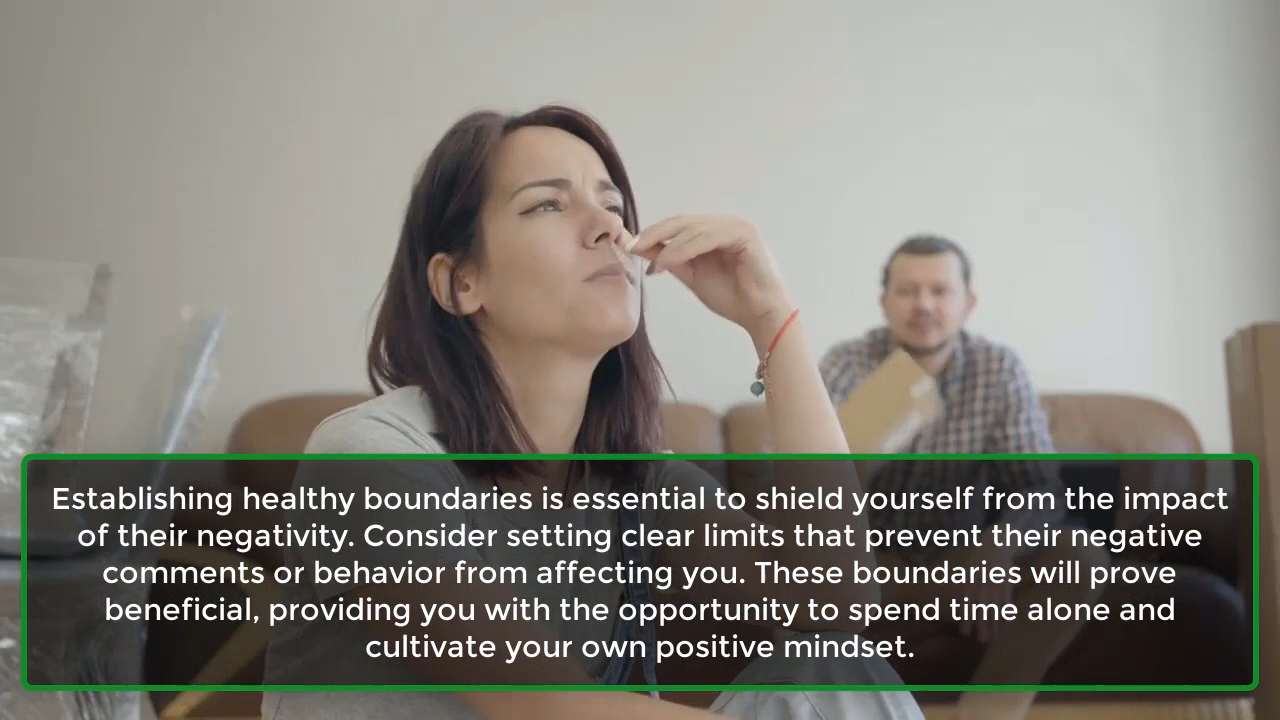 Establishing healthy boundaries is essential to shield yourself from the impact
of their negativity. Consider setting clear limits that prevent their negative
comments or behavior from affecting you. These boundaries will prove
beneficial, providing you with the opportunity to spend time alone and
cultivate your own positive mindset.